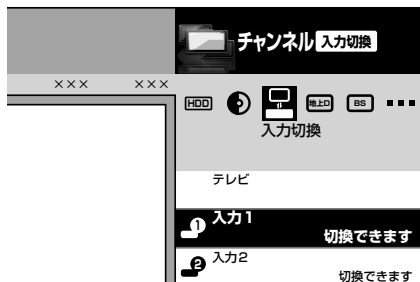 チャンネル 入力切換
××× ×××
HDD 地上D BS
入力切換
テレビ
1 入力1
切換できます
2 入力2
切換できます